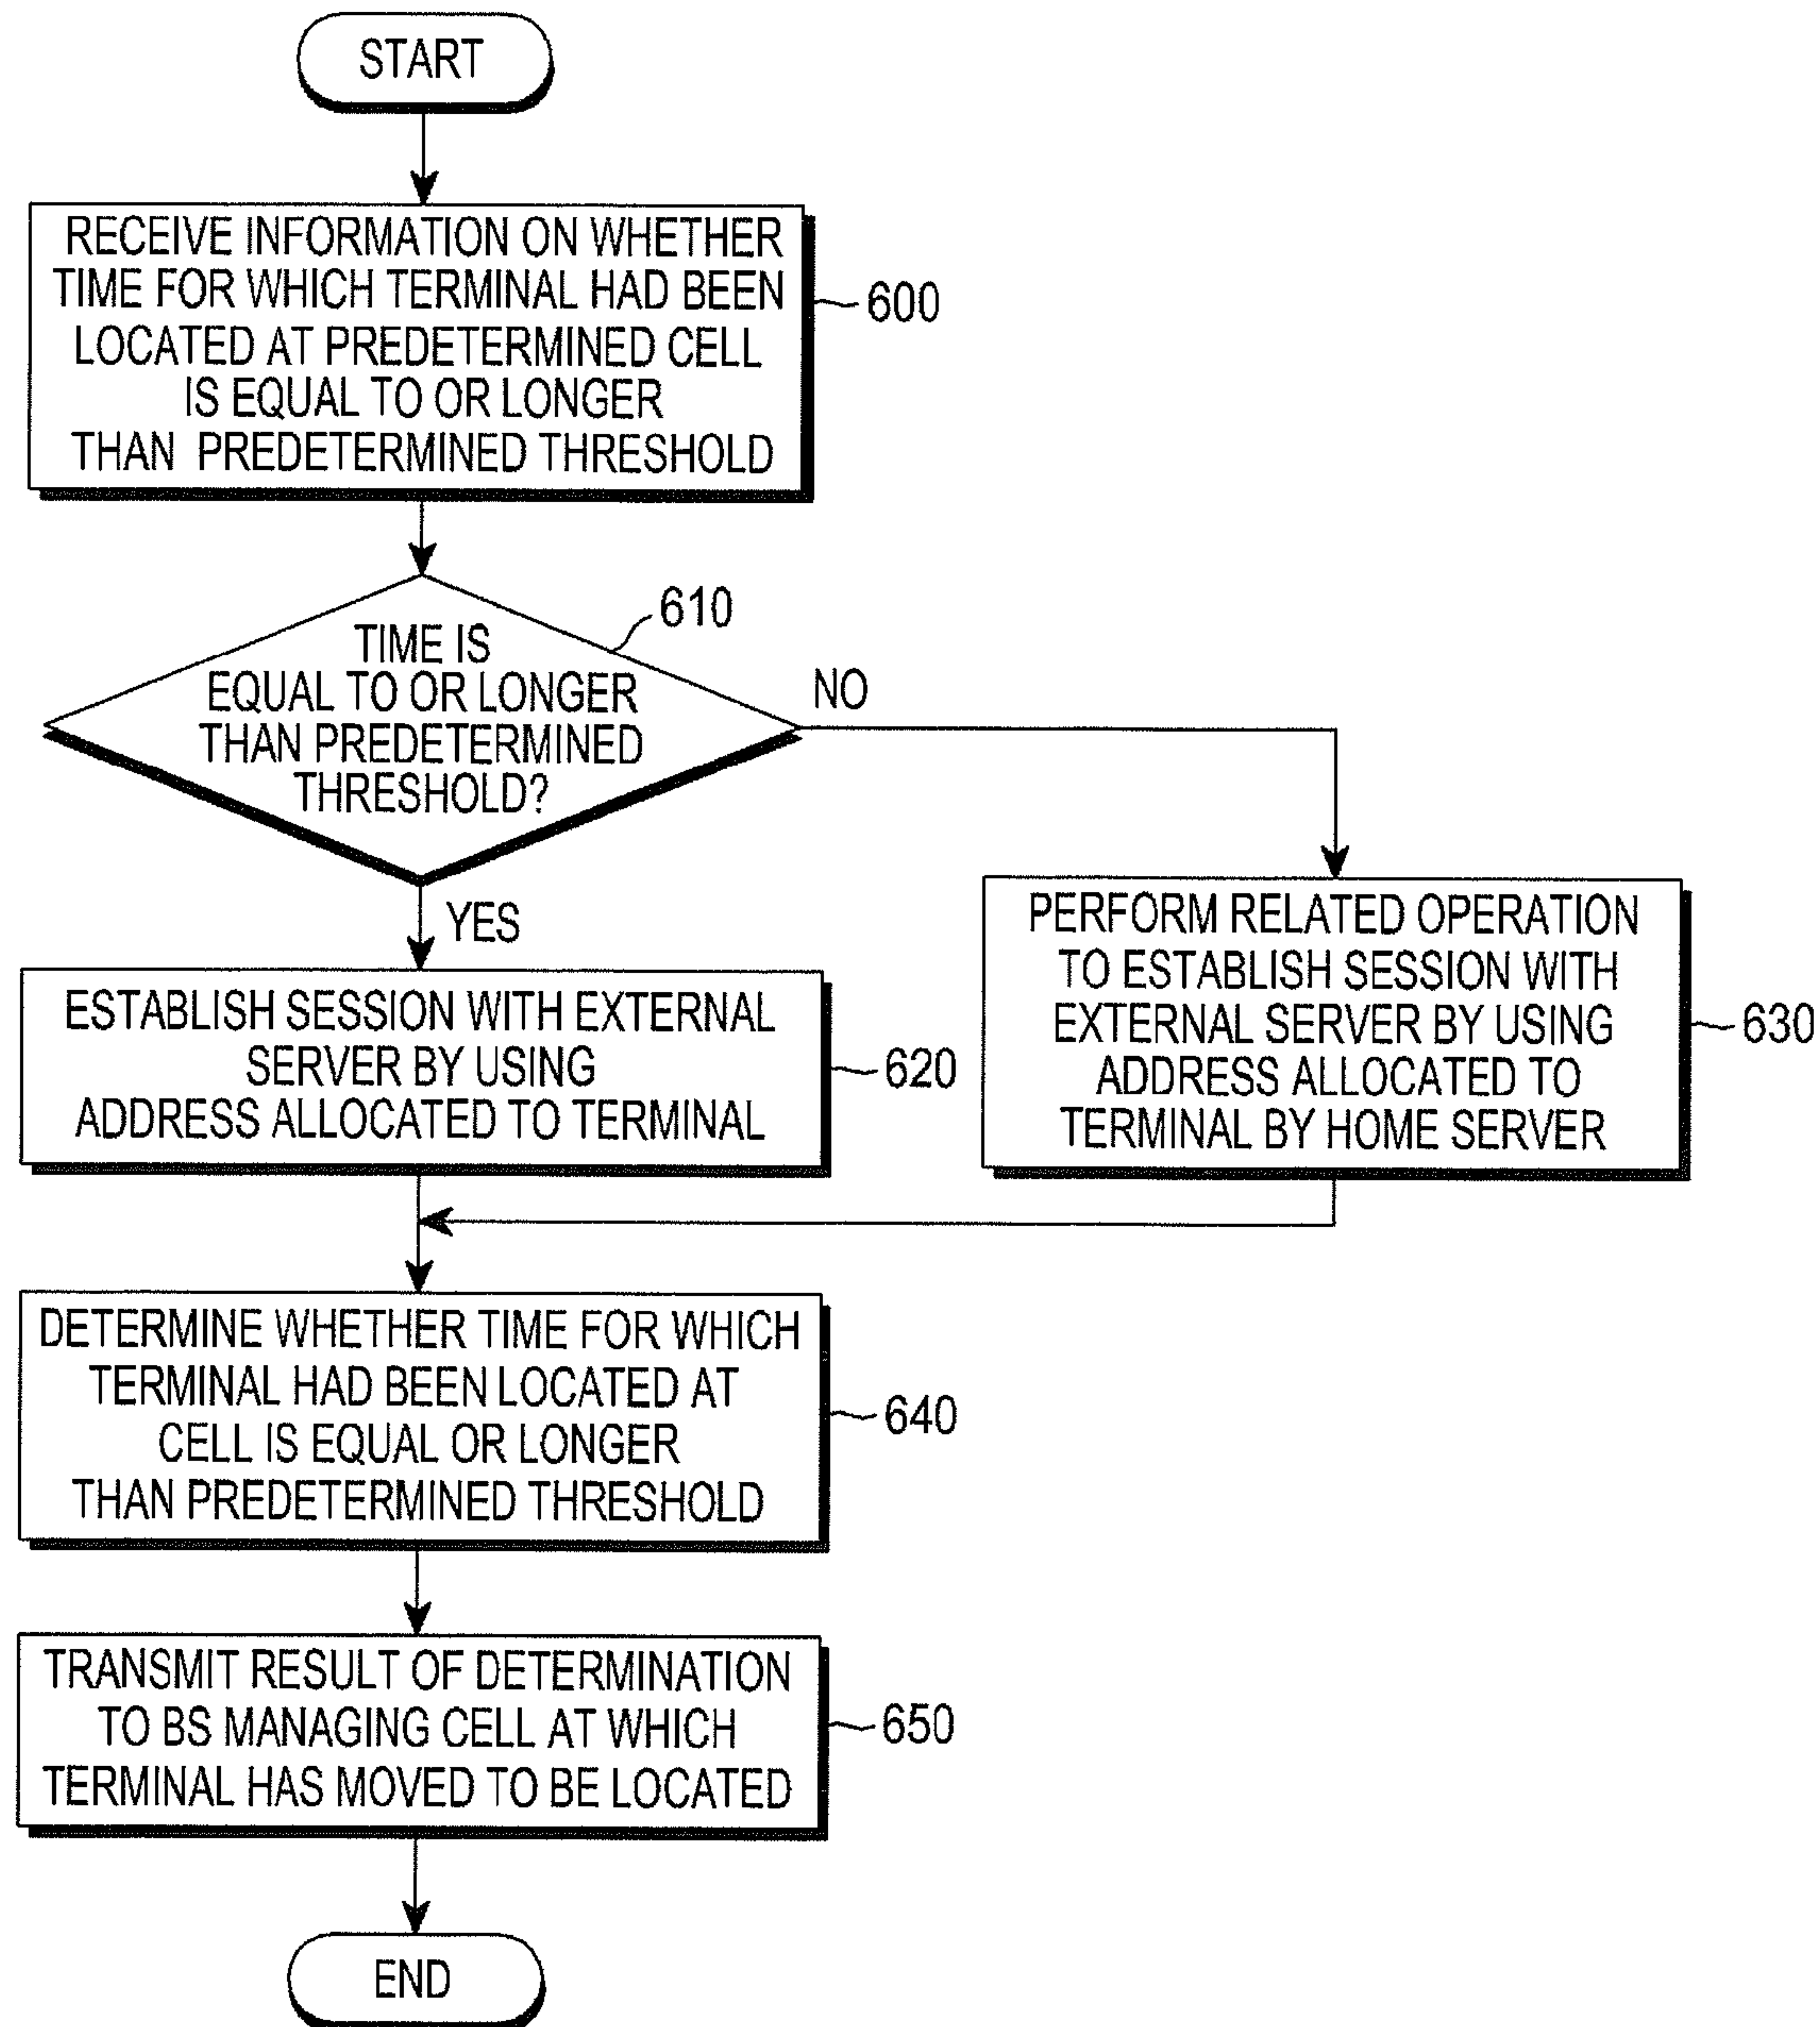 START
RECEIVE INFORMATION ON WHETHER
TIME FOR WHICH TERMINAL HAD BEEN
LOCATED AT PREDETERMINED CELL
IS EQUAL TO OR LONGER
THAN PREDETERMINED THRESHOLD
600
610
TIME IS
EQUAL TO OR LONGER
THAN PREDETERMINED
THRESHOLD?
NO
YES
ESTABLISH SESSION WITH EXTERNAL
SERVER BY USING
ADDRESS ALLOCATED TO TERMINAL
620
PERFORM RELATED OPERATION
TO ESTABLISH SESSION WITH
EXTERNAL SERVER BY USING
ADDRESS ALLOCATED TO
TERMINAL BY HOME SERVER
630
DETERMINE WHETHER TIME FOR WHICH
TERMINAL HAD BEEN LOCATED AT
CELL IS EQUAL OR LONGER
THAN PREDETERMINED THRESHOLD
640
TRANSMIT RESULT OF DETERMINATION
TO BS MANAGING CELL AT WHICH
TERMINAL HAS MOVED TO BE LOCATED
650
END